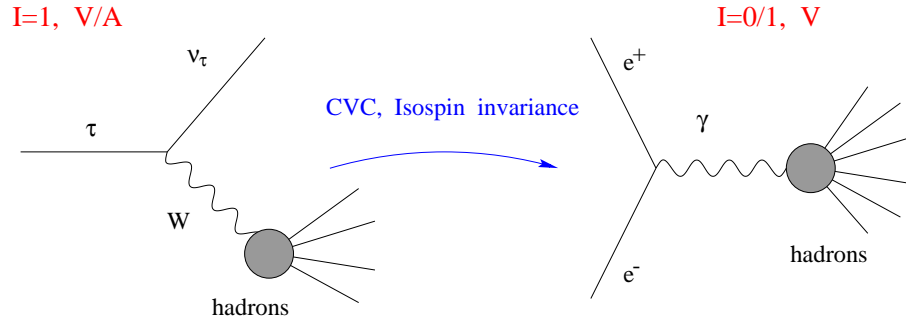 I=1, V/A
ν_τ
τ
W
hadrons
CVC, Isospin invariance
I=0/1, V
e⁺
γ
e⁻
hadrons